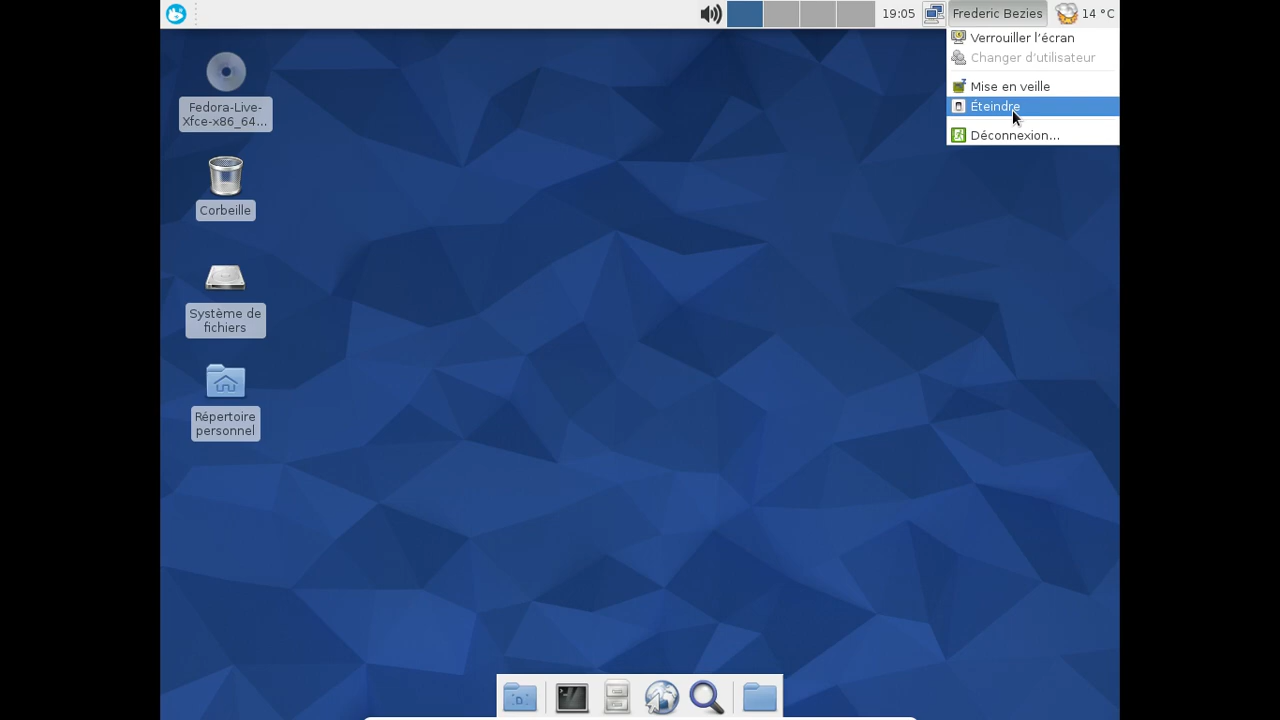 19:05
Frederic Bezies
14 °C
Verrouiller l'écran
Changer d'utilisateur
Mise en veille
Éteindre
Déconnexion...
Fedora-Live-
Xfce-x86_64...
Corbeille
Système de
fichiers
Répertoire
personnel